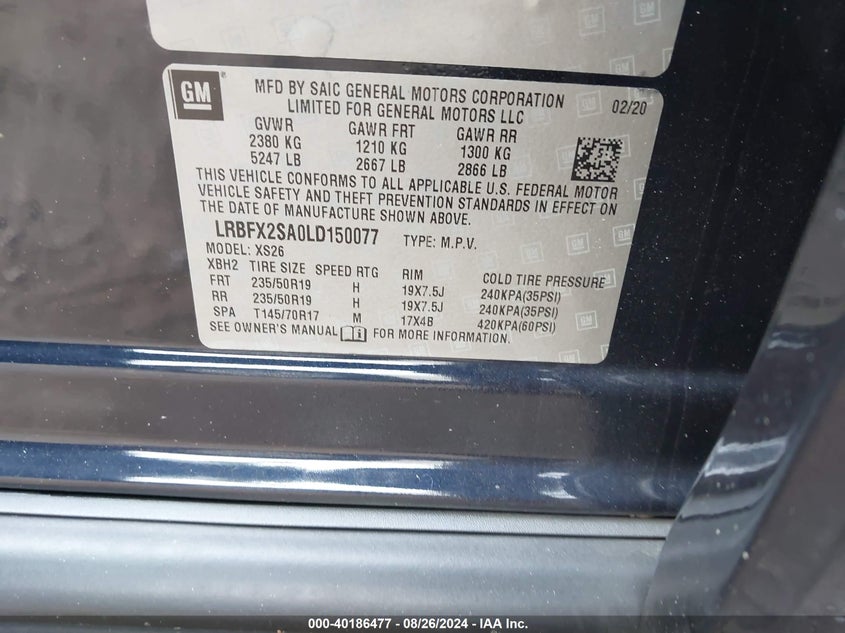 GM
MFD BY SAIC GENERAL MOTORS CORPORATION 02/20
LIMITED FOR GENERAL MOTORS LLC
GVWR GAWR FRT GAWR RR
2380 KG 1210 KG 1300 KG
5247 LB 2667 LB 2866 LB
THIS VEHICLE CONFORMS TO ALL APPLICABLE U.S. FEDERAL MOTOR
VEHICLE SAFETY AND THEFT PREVENTION STANDARDS IN EFFECT ON
THE DATE OF MANUFACTURE SHOWN ABOVE.
LRBFX2SA0LD150077 TYPE: M.P.V.
MODEL: XS26
XBH2 TIRE SIZE SPEED RTG RIM COLD TIRE PRESSURE
FRT 235/50R19 H 19X7.5J 240KPA(35PSI)
RR 235/50R19 H 19X7.5J 240KPA(35PSI)
SPA T145/70R17 M 17X4B 420KPA(60PSI)
SEE OWNER'S MANUAL FOR MORE INFORMATION.
000-40186477 - 08/26/2024 - IAA Inc.